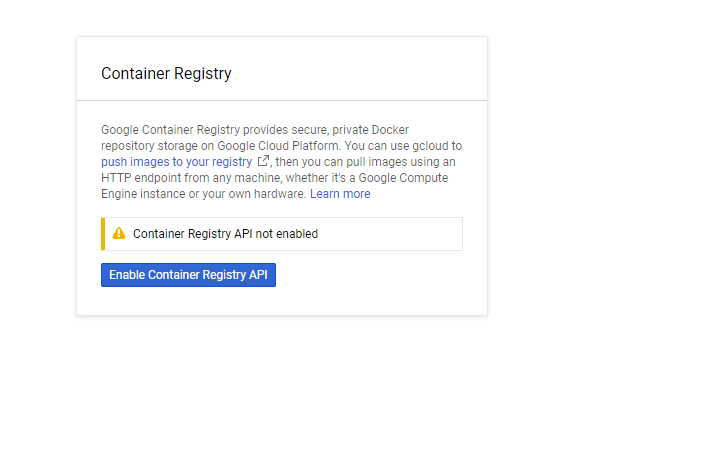 Container Registry
Google Container Registry provides secure, private Docker
repository storage on Google Cloud Platform. You can use gcloud to
push images to your registry , then you can pull images using an
HTTP endpoint from any machine, whether it's a Google Compute
Engine instance or your own hardware. Learn more
Container Registry API not enabled
Enable Container Registry API